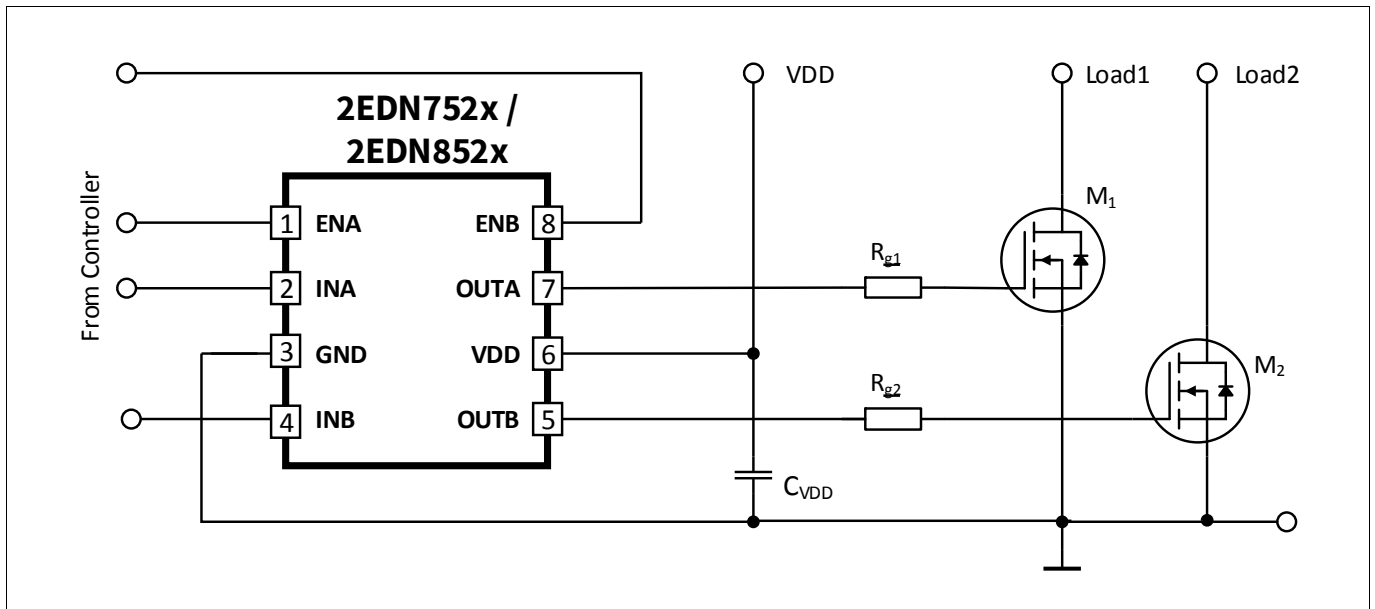 VDD
Load1
Load2
2EDN752x /
2EDN852x
From Controller
M1
1 ENA ENB 8
Rg1
2 INA OUTA 7
3 GND VDD 6
M2
Rg2
4 INB OUTB 5
CVDD